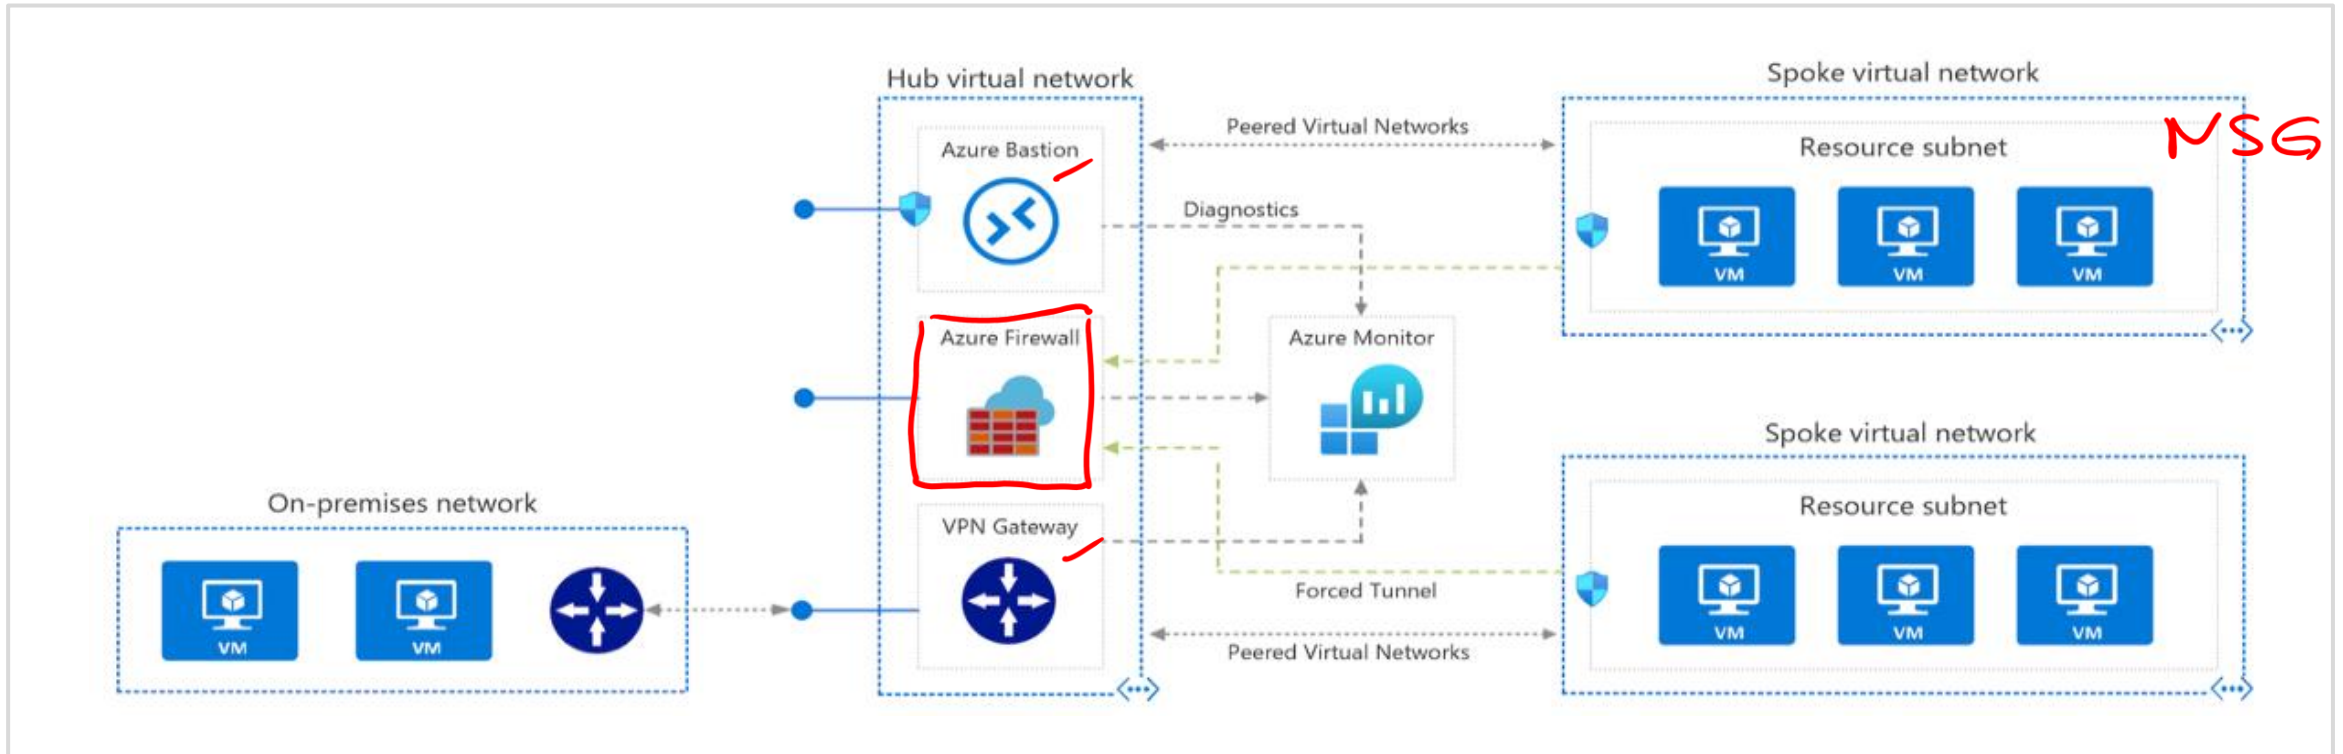 Hub virtual network
Azure Bastion
Azure Firewall
VPN Gateway
On-premises network
VM
VM
Peered Virtual Networks
Diagnostics
Azure Monitor
Forced Tunnel
Peered Virtual Networks
Spoke virtual network
Resource subnet
NSG
VM
VM
VM
Spoke virtual network
Resource subnet
VM
VM
VM